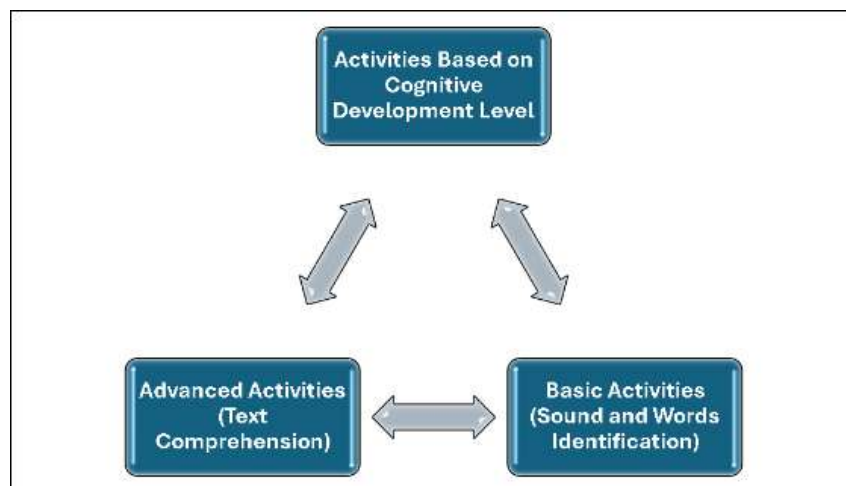 Activities Based on
Cognitive
Development Level
Advanced Activities
(Text
Comprehension)
Basic Activities
(Sound and Words
Identification)